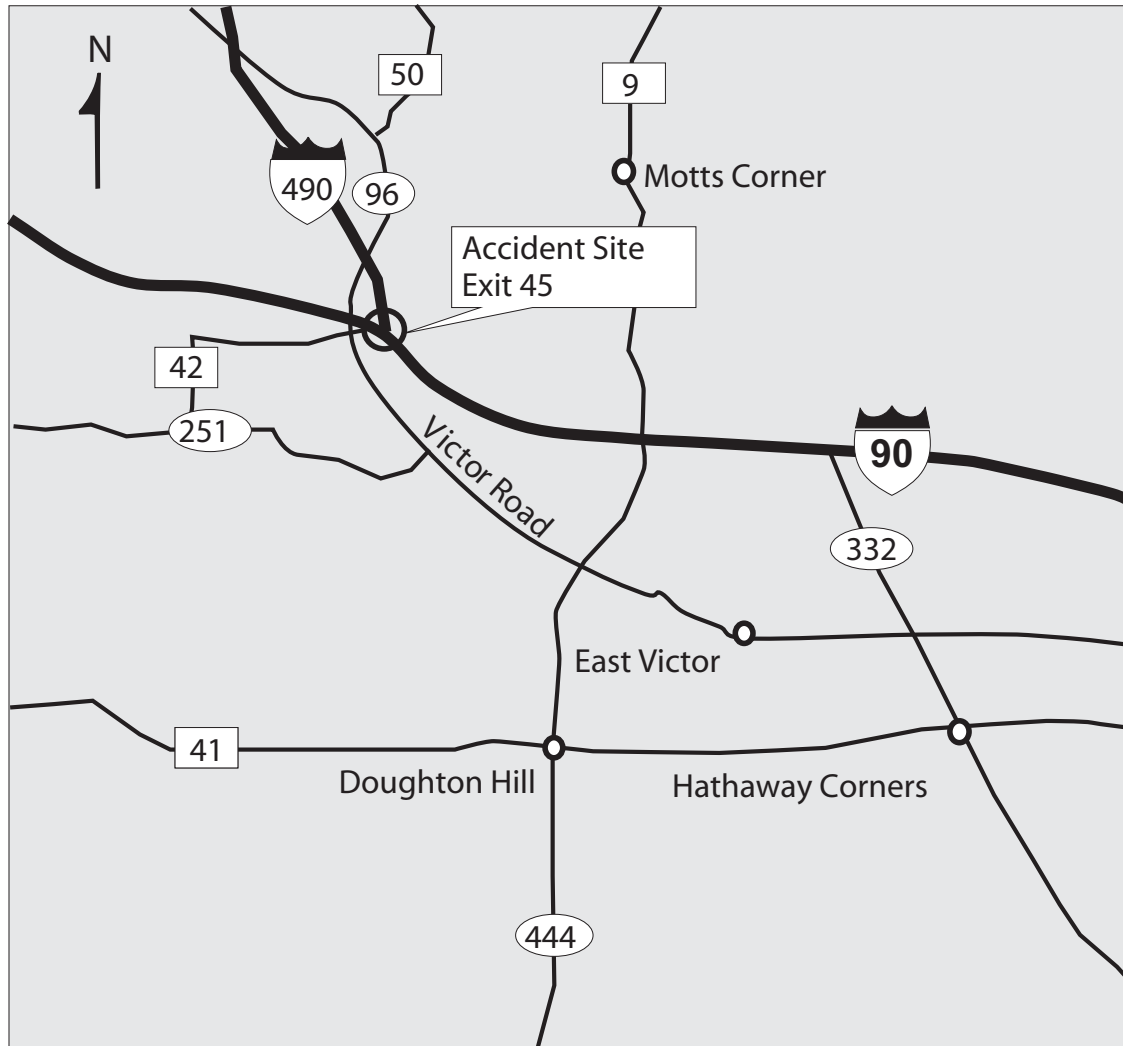 N
50
9
490
96
Motts Corner
Accident Site
Exit 45
42
251
Victor Road
90
332
East Victor
41
Doughton Hill
Hathaway Corners
444